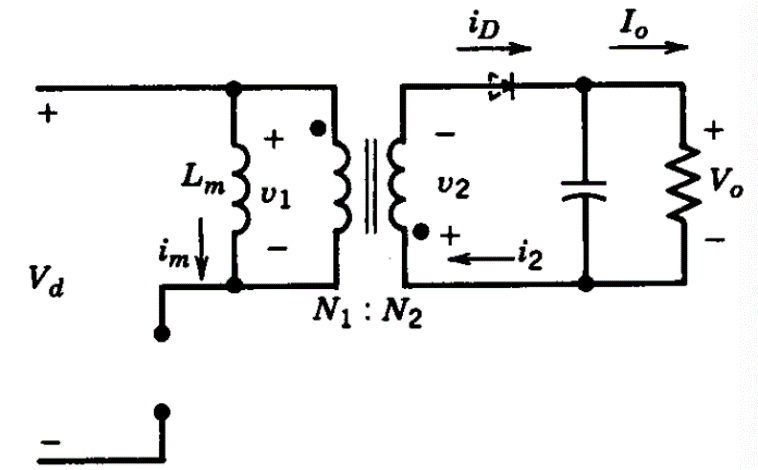 i_D
I_o
+
+
−
+
L_m
v_1
v_2
V_o
−
+
−
i_m
i_2
V_d
N_1 : N_2
−